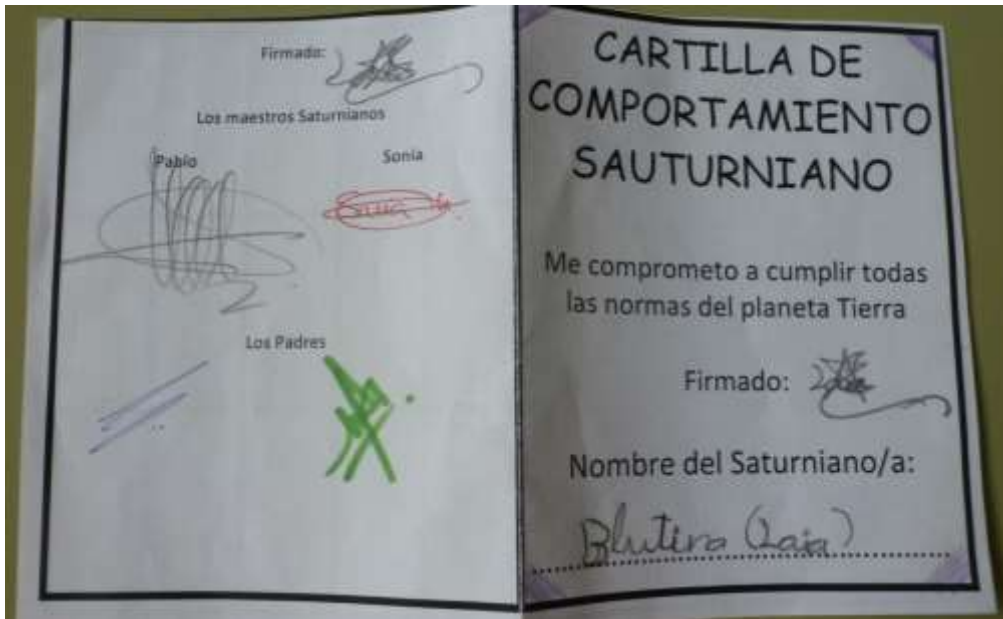 Firmado:
Los maestros Saturnianos
Pablo Sonia
Los Padres
CARTILLA DE
COMPORTAMIENTO
SAUTURNIANO
Me comprometo a cumplir todas
las normas del planeta Tierra
Firmado:
Nombre del Saturniano/a:
Blutina (Laia)